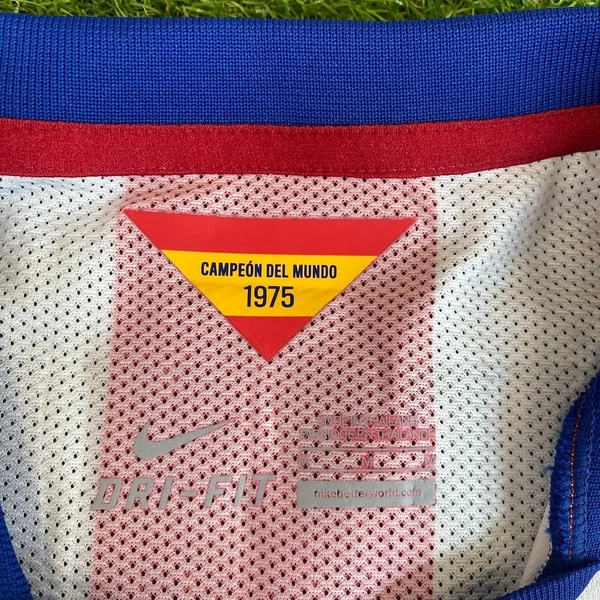 CAMPEÓN DEL MUNDO
1975
DRI-FIT
nikebetterworld.com